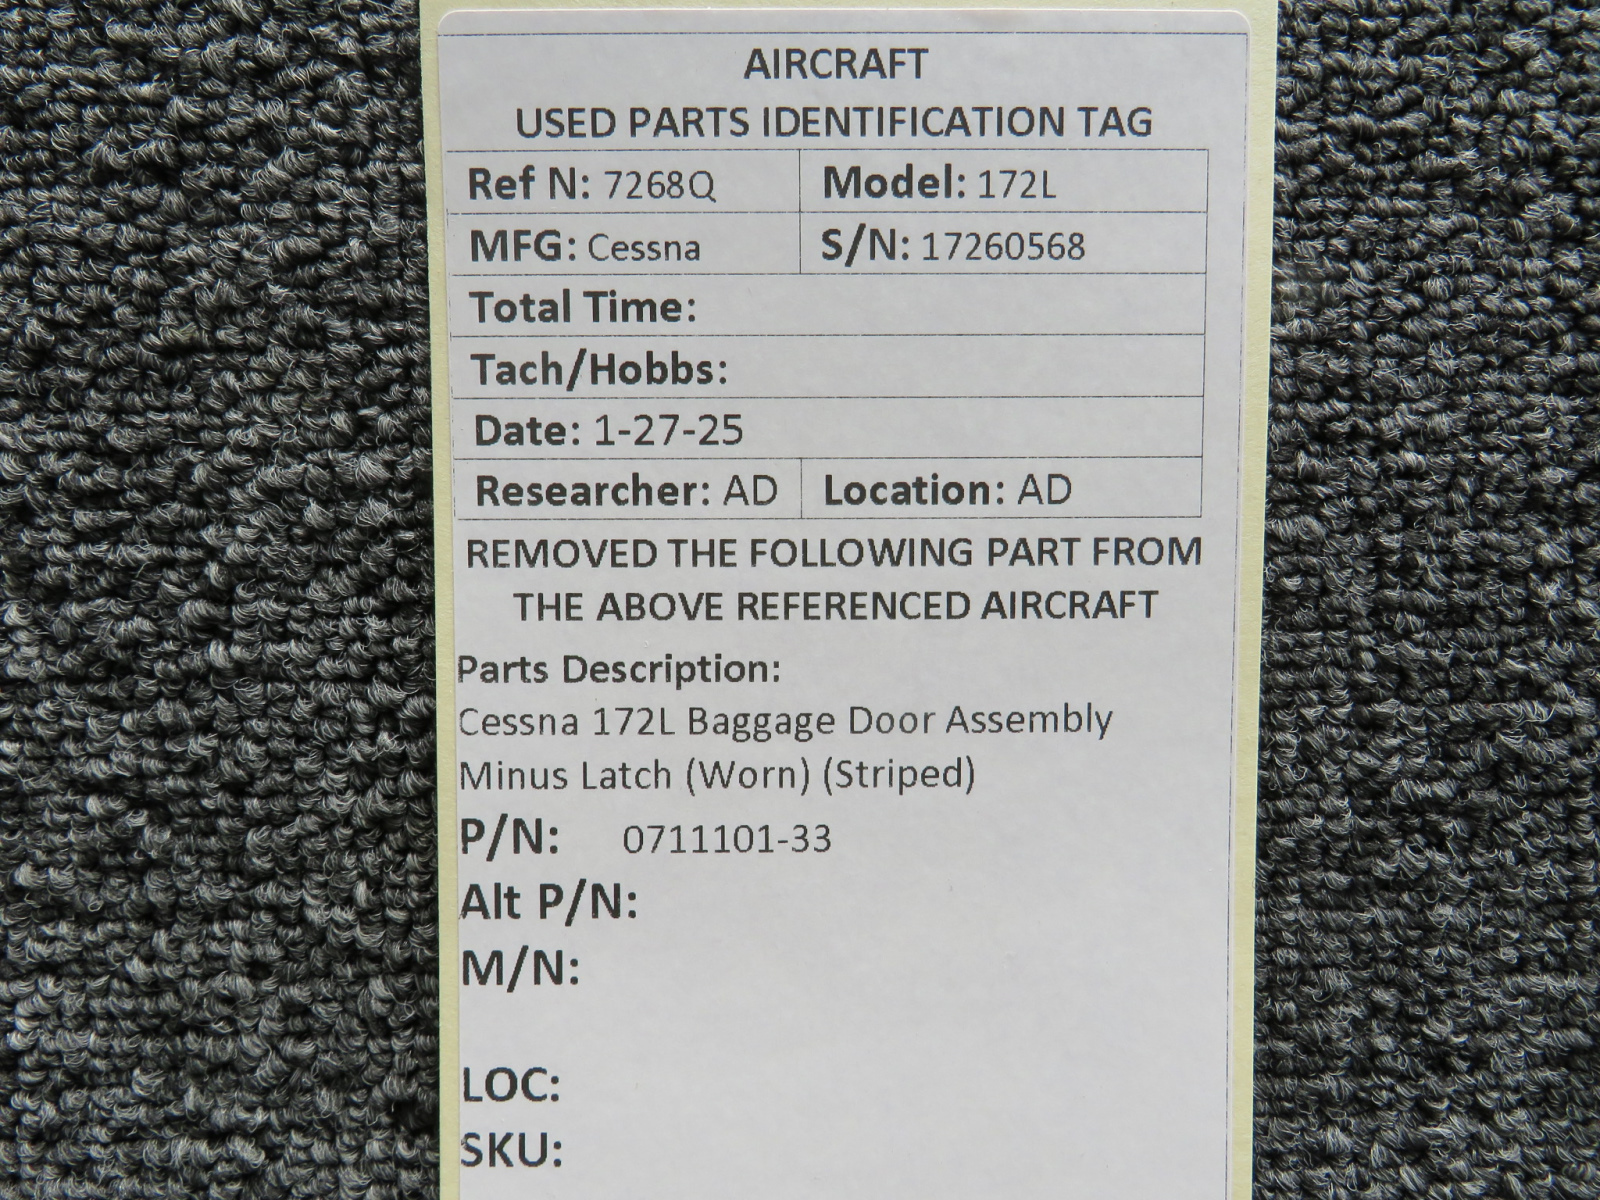 AIRCRAFT
USED PARTS IDENTIFICATION TAG
Ref N: 7268Q Model: 172L
MFG: Cessna S/N: 17260568
Total Time:
Tach/Hobbs:
Date: 1-27-25
Researcher: AD Location: AD
REMOVED THE FOLLOWING PART FROM
THE ABOVE REFERENCED AIRCRAFT
Parts Description:
Cessna 172L Baggage Door Assembly
Minus Latch (Worn) (Striped)
P/N: 0711101-33
Alt P/N:
M/N:
LOC:
SKU: